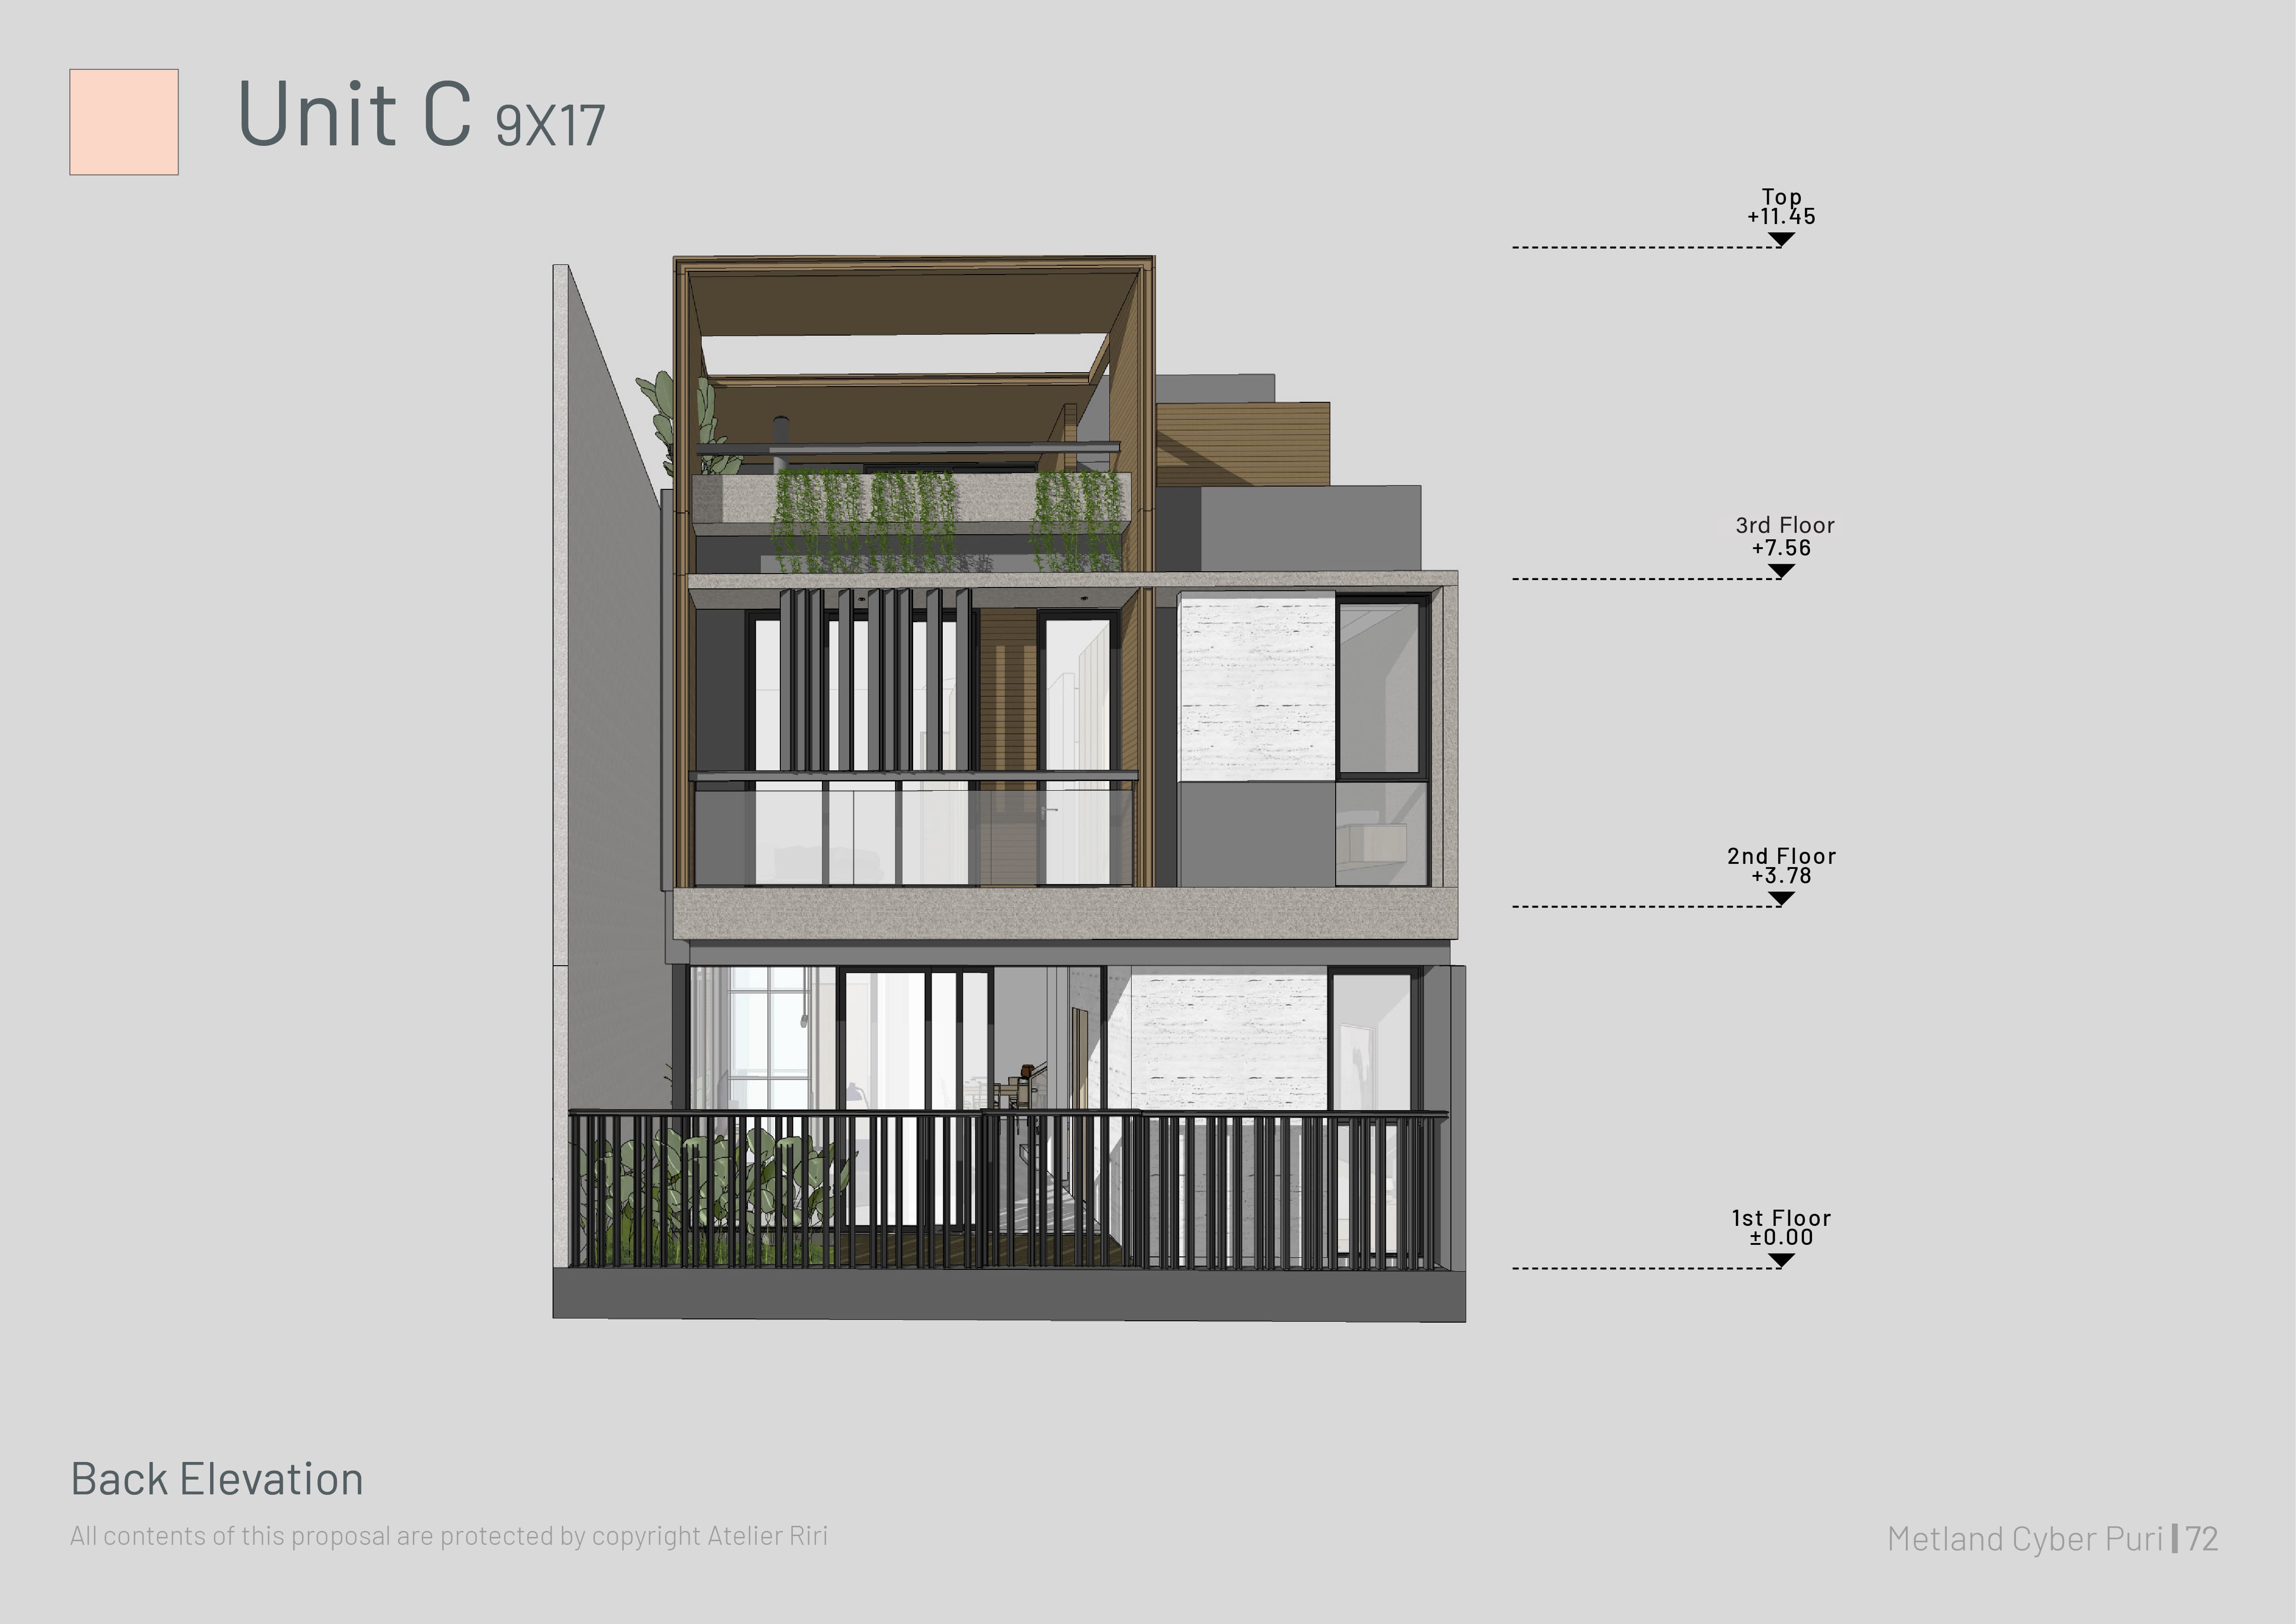 Unit C 9X17
Top
+11.45
3rd Floor
+7.56
2nd Floor
+3.78
1st Floor
±0.00
Back Elevation
All contents of this proposal are protected by copyright Atelier Riri
Metland Cyber Puri | 72